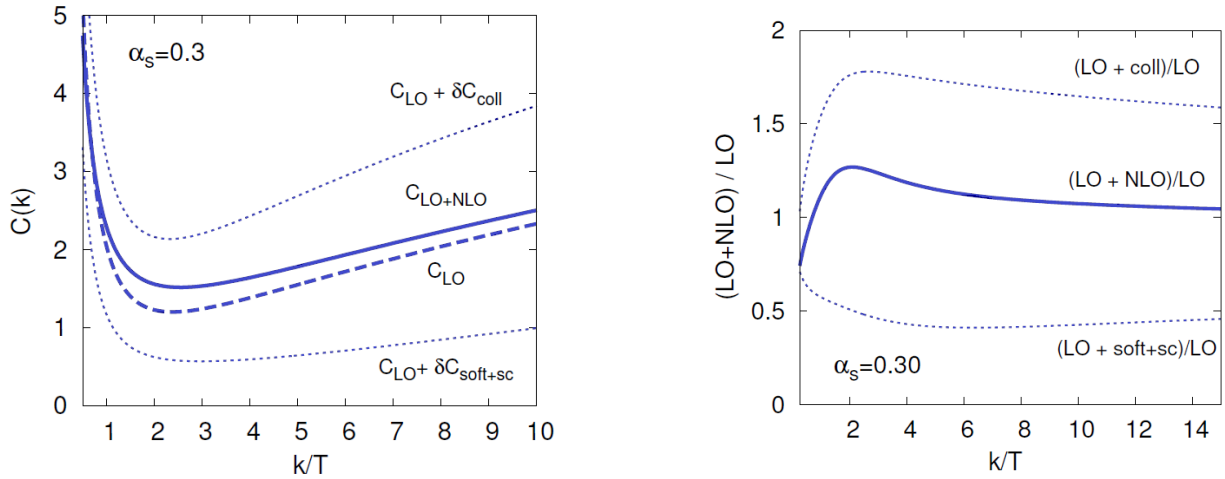 5
4
3
2
1
0
C(k)
α_s=0.3
C_LO + δC_coll
C_LO+NLO
C_LO
C_LO + δC_soft+sc
1 2 3 4 5 6 7 8 9 10
k/T
2
1.5
1
0.5
0
(LO+NLO) / LO
(LO + coll)/LO
(LO + NLO)/LO
(LO + soft+sc)/LO
α_s=0.30
2 4 6 8 10 12 14
k/T